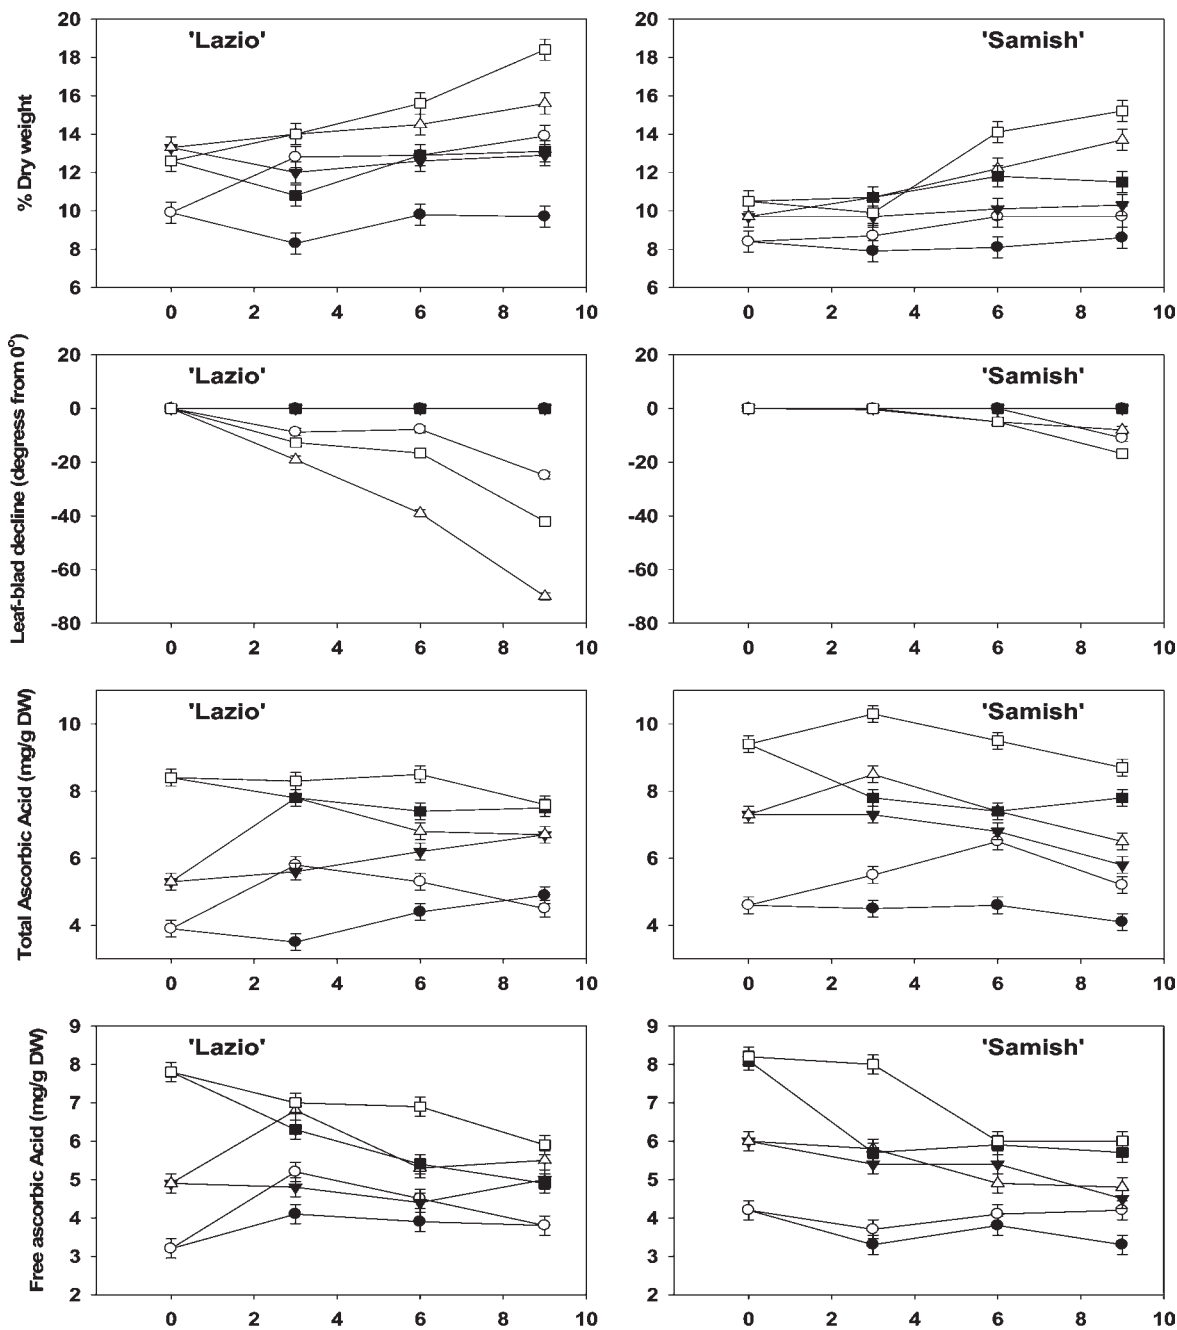 % Dry weight
'Lazio'
20
18
16
14
12
10
8
6
0 2 4 6 8 10
'Samish'
20
18
16
14
12
10
8
6
0 2 4 6 8 10
Leaf-blad decline (degress from 0°)
'Lazio'
20
0
-20
-40
-60
-80
0 2 4 6 8 10
'Samish'
20
0
-20
-40
-60
-80
0 2 4 6 8 10
Total Ascorbic Acid (mg/g DW)
'Lazio'
10
8
6
4
0 2 4 6 8 10
'Samish'
10
8
6
4
0 2 4 6 8 10
Free ascorbic Acid (mg/g DW)
'Lazio'
9
8
7
6
5
4
3
2
0 2 4 6 8 10
'Samish'
9
8
7
6
5
4
3
2
0 2 4 6 8 10